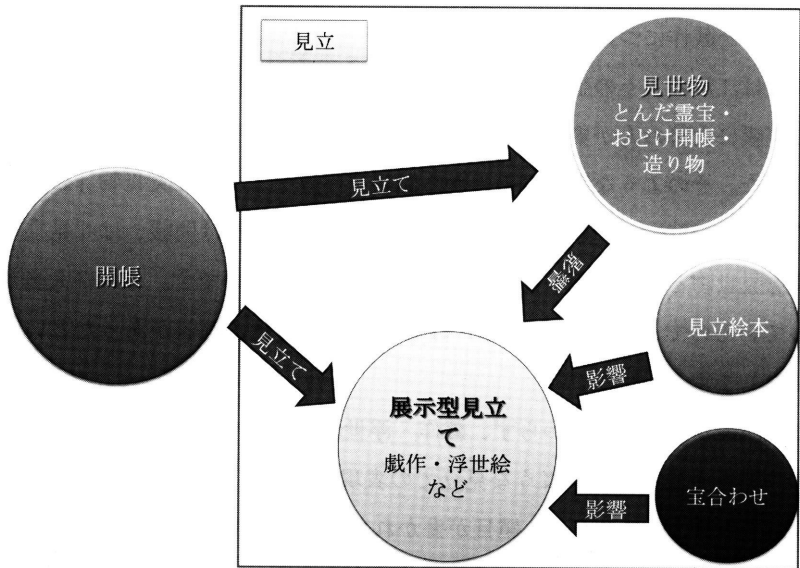 見立
見世物
とんだ霊宝・
おどけ開帳・
造り物
見立て
開帳
影響
見立絵本
見立て
影響
展示型見立
て
戯作・浮世絵
など
宝合わせ
影響